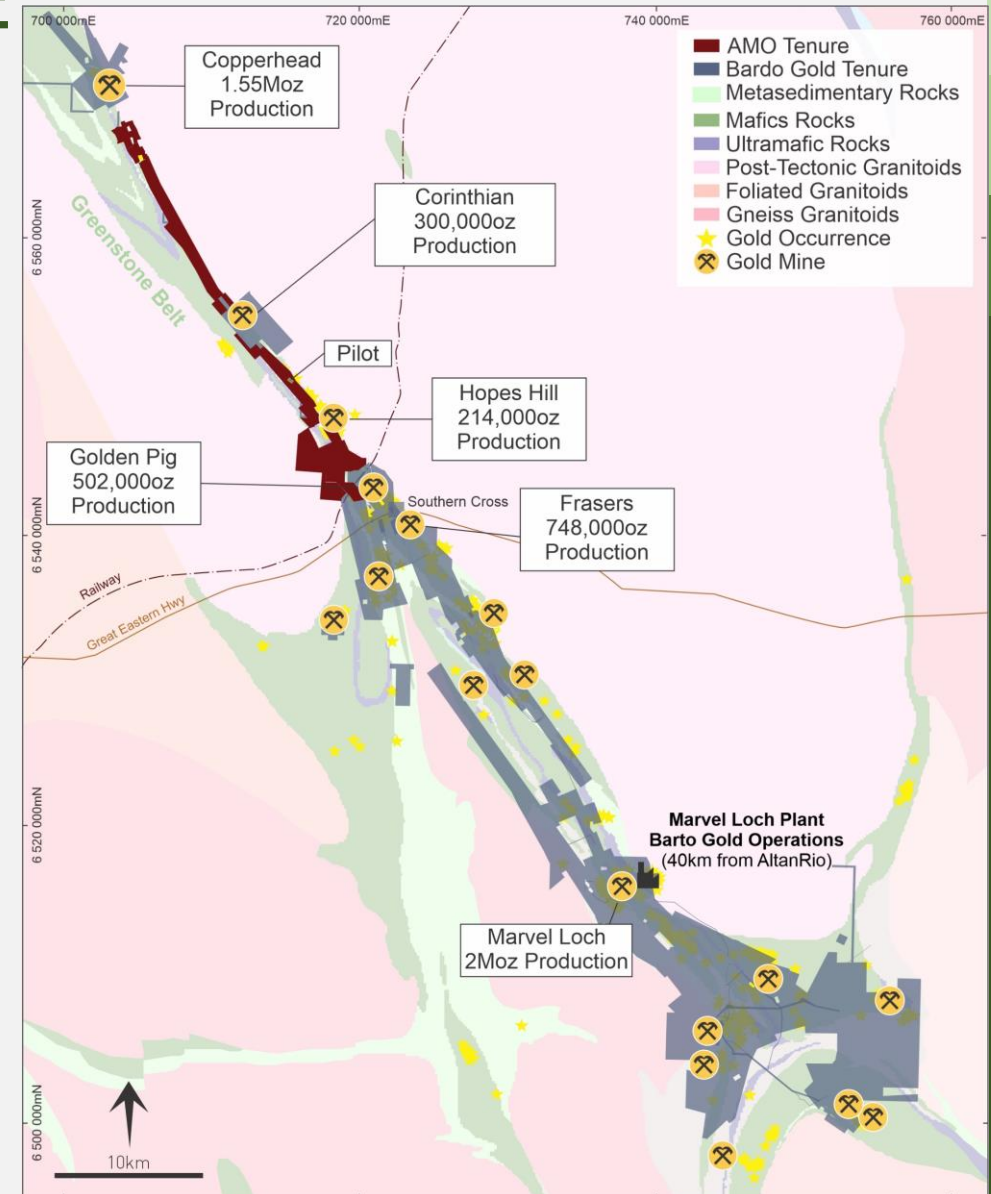 700 000mE
720 000mE
740 000mE
760 000mE
AMO Tenure
Bardo Gold Tenure
Metasedimentary Rocks
Mafics Rocks
Ultramafic Rocks
Post-Tectonic Granitoids
Foliated Granitoids
Gneiss Granitoids
Gold Occurrence
Gold Mine
Copperhead
1.55Moz
Production
Corinthian
300,000oz
Production
6 560 000mN
Greenstone Belt
Pilot
Hopes Hill
214,000oz
Production
Golden Pig
502,000oz
Production
Southern Cross
Frasers
748,000oz
Production
6 540 000mN
Railway
Great Eastern Hwy
6 520 000mN
Marvel Loch Plant
Barto Gold Operations
(40km from AltanRio)
Marvel Loch
2Moz Production
6 500 000mN
10km